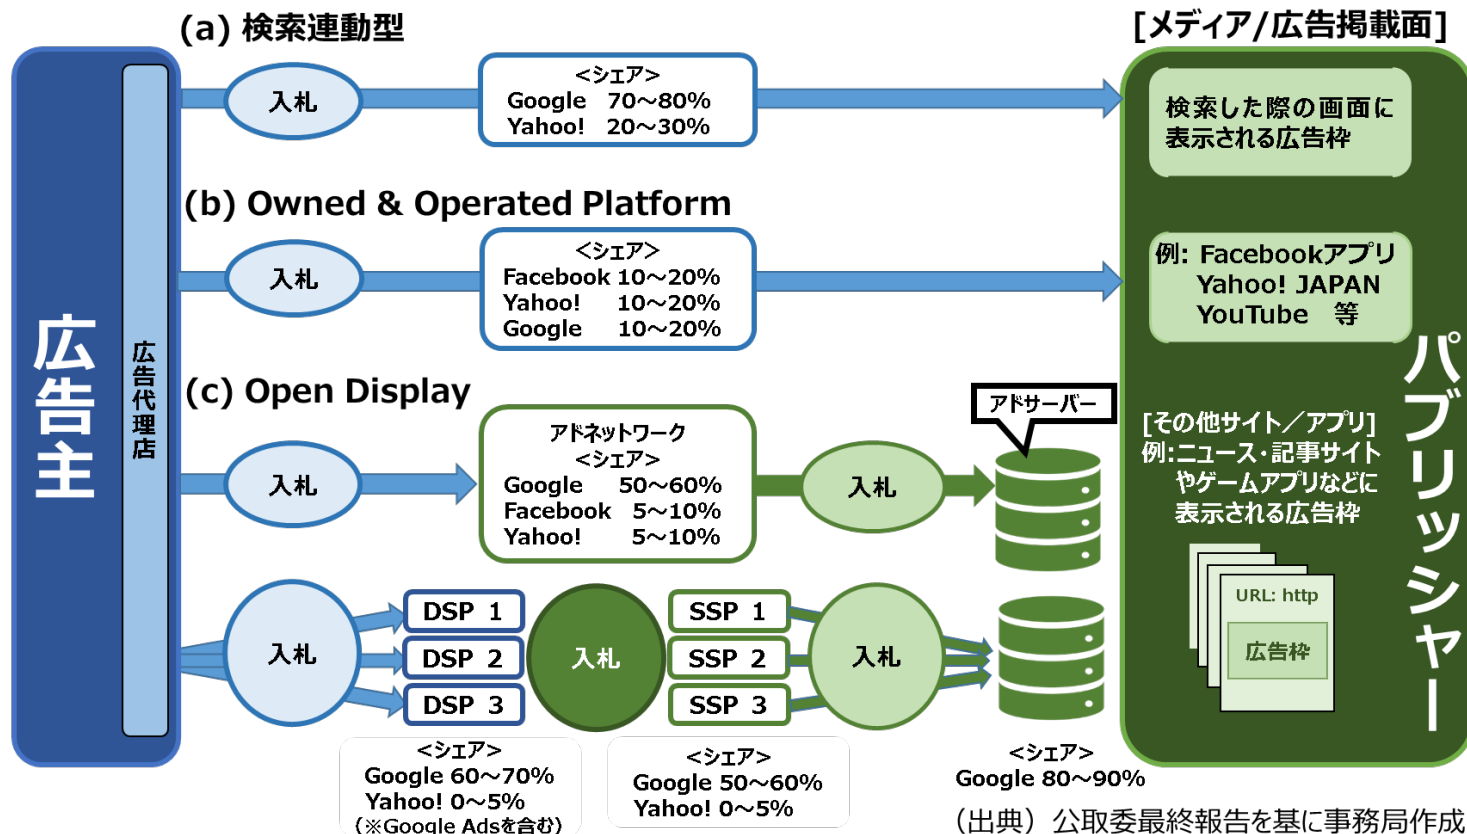 (a) 検索連動型
[メディア/広告掲載面]
広告主
広告代理店
入札
<シェア>
Google 70～80%
Yahoo! 20～30%
検索した際の画面に
表示される広告枠
(b) Owned & Operated Platform
入札
<シェア>
Facebook 10～20%
Yahoo! 10～20%
Google 10～20%
例: Facebookアプリ
Yahoo! JAPAN
YouTube 等
パブリッシャー
(c) Open Display
入札
アドネットワーク
<シェア>
Google 50～60%
Facebook 5～10%
Yahoo! 5～10%
入札
アドサーバー
[その他サイト／アプリ]
例:ニュース・記事サイト
やゲームアプリなどに
表示される広告枠
URL: http
広告枠
入札
DSP 1
DSP 2
DSP 3
入札
SSP 1
SSP 2
SSP 3
入札
<シェア>
Google 60～70%
Yahoo! 0～5%
(※Google Adsを含む)
<シェア>
Google 50～60%
Yahoo! 0～5%
<シェア>
Google 80～90%
（出典）公取委最終報告を基に事務局作成